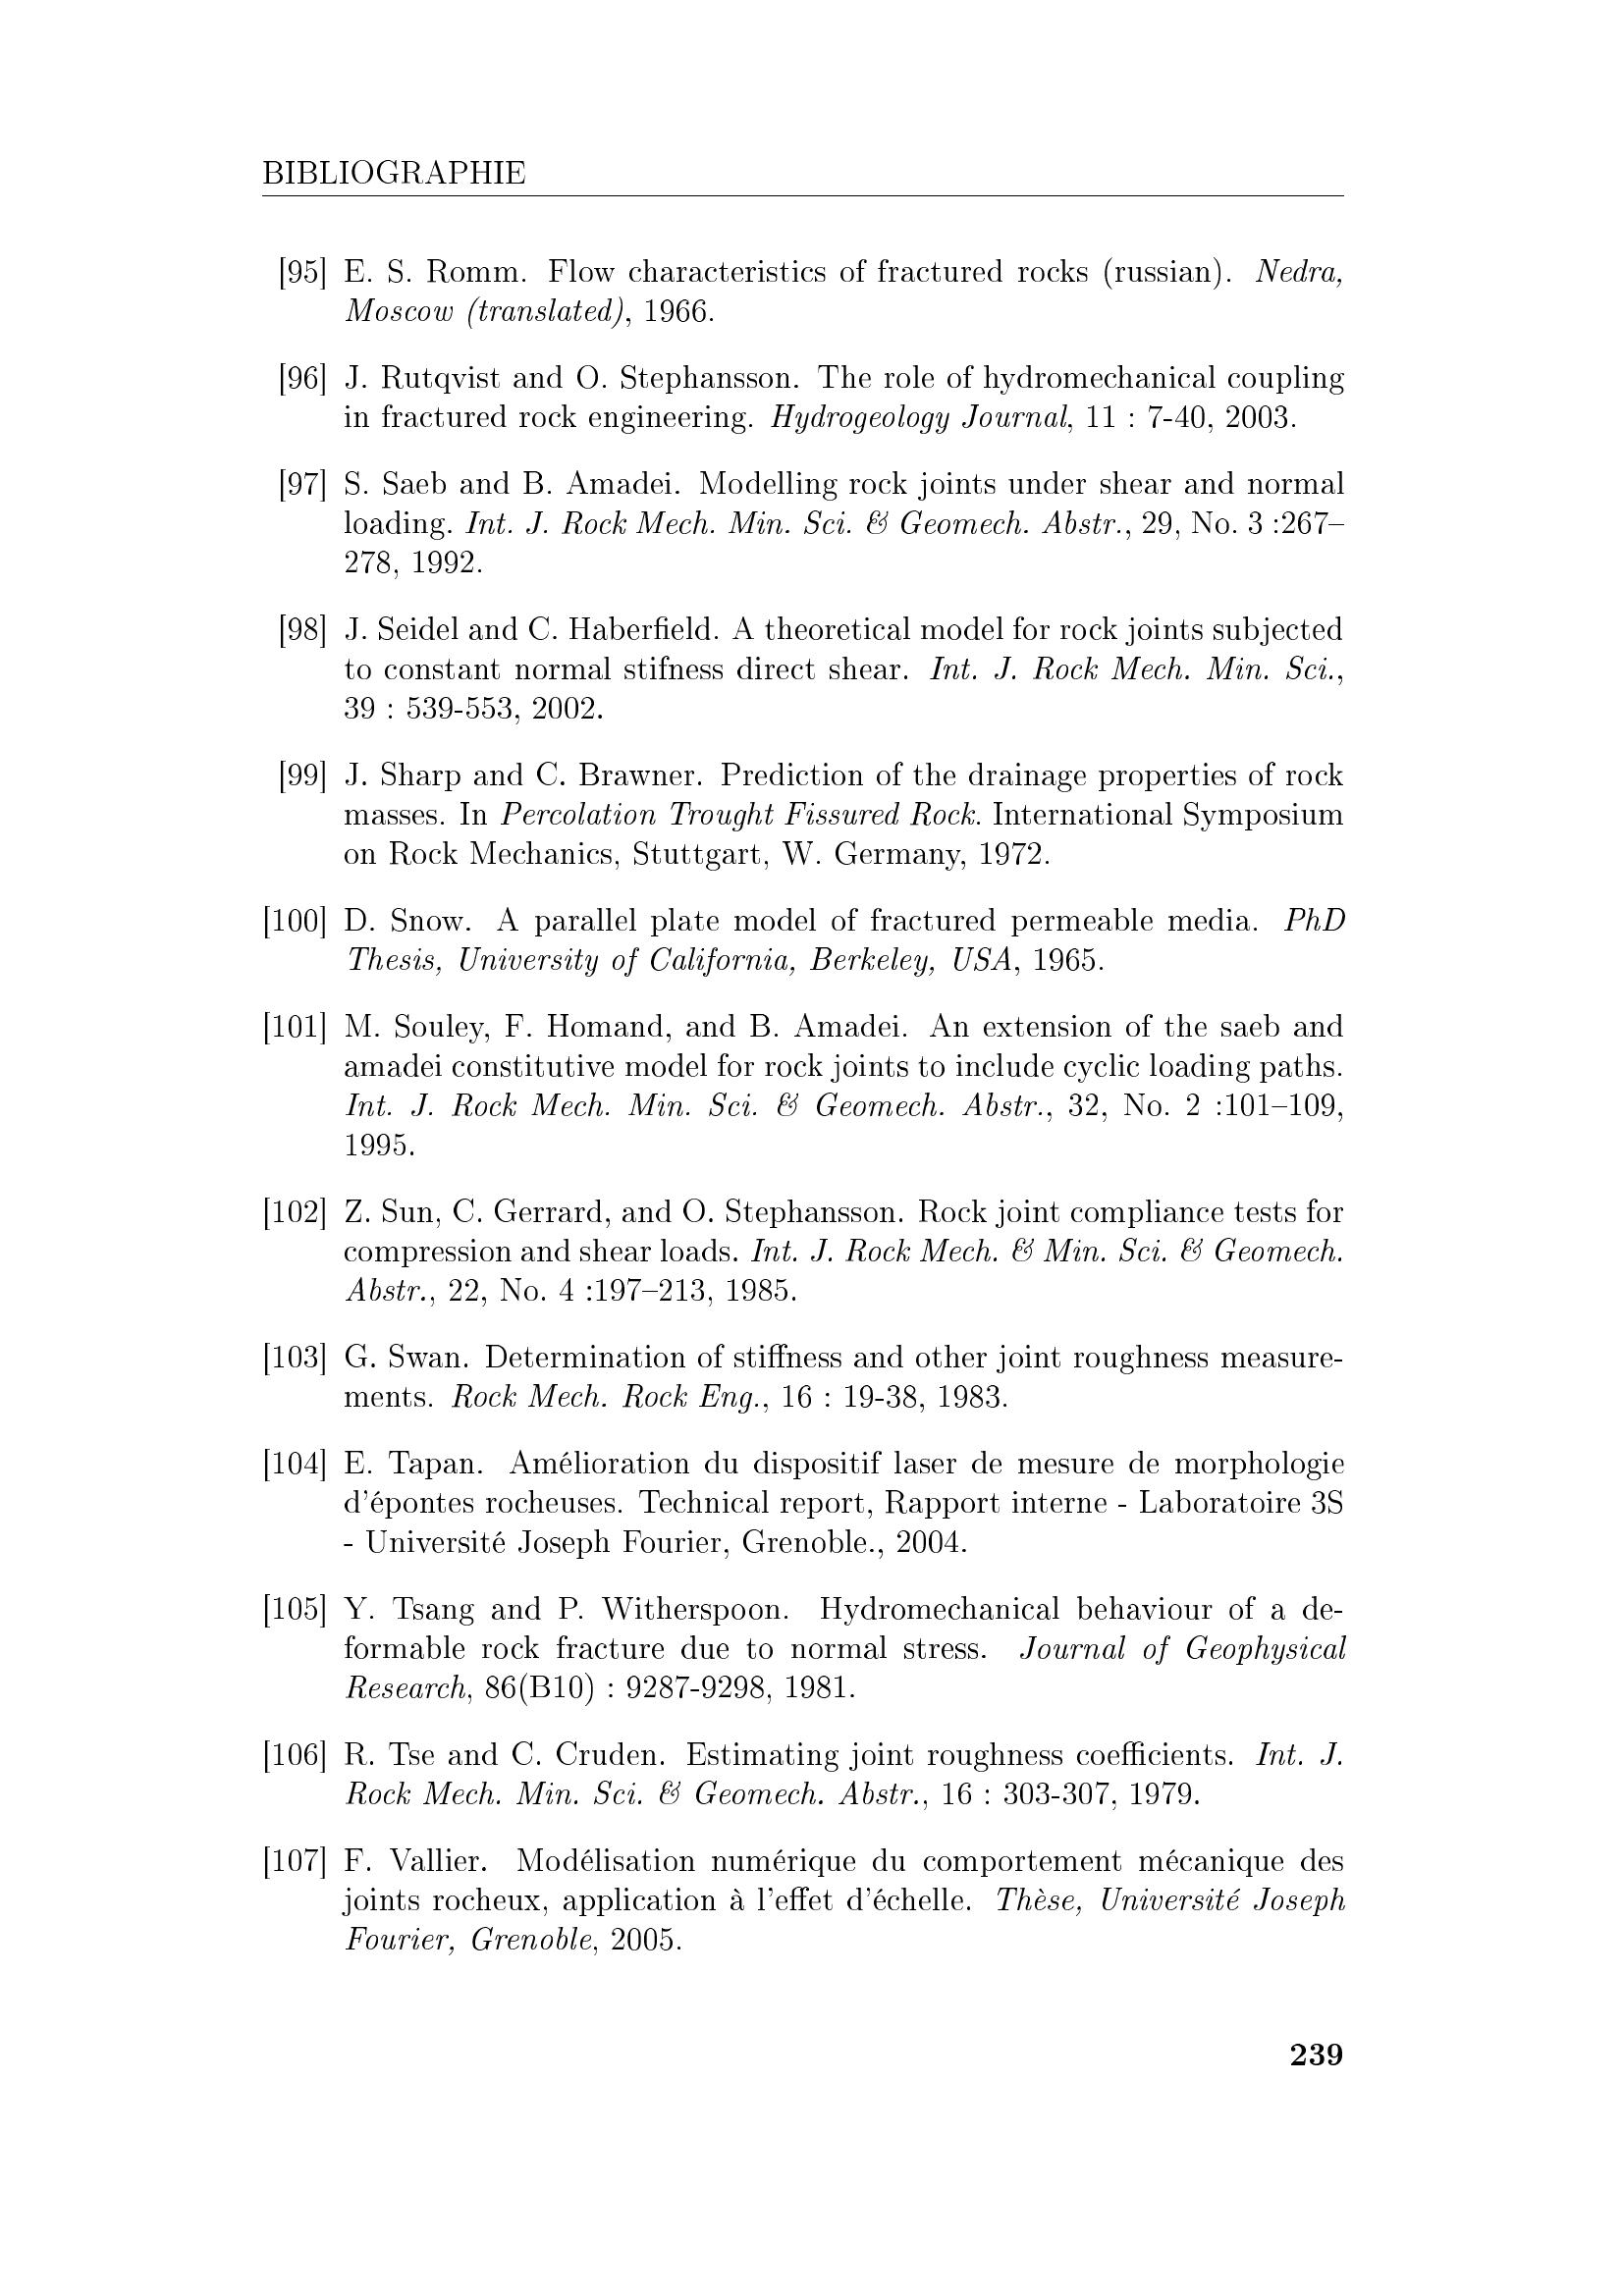 BIBLIOGRAPHIE
[95] E. S. Romm. Flow characteristics of fractured rocks (russian). Nedra,
Moscow (translated), 1966.
[96] J. Rutqvist and O. Stephansson. The role of hydromechanical coupling
in fractured rock engineering. Hydrogeology Journal, 11 : 7-40, 2003.
[97] S. Saeb and B. Amadei. Modelling rock joints under shear and normal
loading. Int. J. Rock Mech. Min. Sci. & Geomech. Abstr., 29, No. 3 :267–
278, 1992.
[98] J. Seidel and C. Haberfield. A theoretical model for rock joints subjected
to constant normal stifness direct shear. Int. J. Rock Mech. Min. Sci.,
39 : 539-553, 2002.
[99] J. Sharp and C. Brawner. Prediction of the drainage properties of rock
masses. In Percolation Trought Fissured Rock. International Symposium
on Rock Mechanics, Stuttgart, W. Germany, 1972.
[100] D. Snow. A parallel plate model of fractured permeable media. PhD
Thesis, University of California, Berkeley, USA, 1965.
[101] M. Souley, F. Homand, and B. Amadei. An extension of the saeb and
amadei constitutive model for rock joints to include cyclic loading paths.
Int. J. Rock Mech. Min. Sci. & Geomech. Abstr., 32, No. 2 :101–109,
1995.
[102] Z. Sun, C. Gerrard, and O. Stephansson. Rock joint compliance tests for
compression and shear loads. Int. J. Rock Mech. & Min. Sci. & Geomech.
Abstr., 22, No. 4 :197–213, 1985.
[103] G. Swan. Determination of stiffness and other joint roughness measure-
ments. Rock Mech. Rock Eng., 16 : 19-38, 1983.
[104] E. Tapan. Amélioration du dispositif laser de mesure de morphologie
d'épontes rocheuses. Technical report, Rapport interne - Laboratoire 3S
- Université Joseph Fourier, Grenoble., 2004.
[105] Y. Tsang and P. Witherspoon. Hydromechanical behaviour of a de-
formable rock fracture due to normal stress. Journal of Geophysical
Research, 86(B10) : 9287-9298, 1981.
[106] R. Tse and C. Cruden. Estimating joint roughness coefficients. Int. J.
Rock Mech. Min. Sci. & Geomech. Abstr., 16 : 303-307, 1979.
[107] F. Vallier. Modélisation numérique du comportement mécanique des
joints rocheux, application à l'effet d'échelle. Thèse, Université Joseph
Fourier, Grenoble, 2005.
239